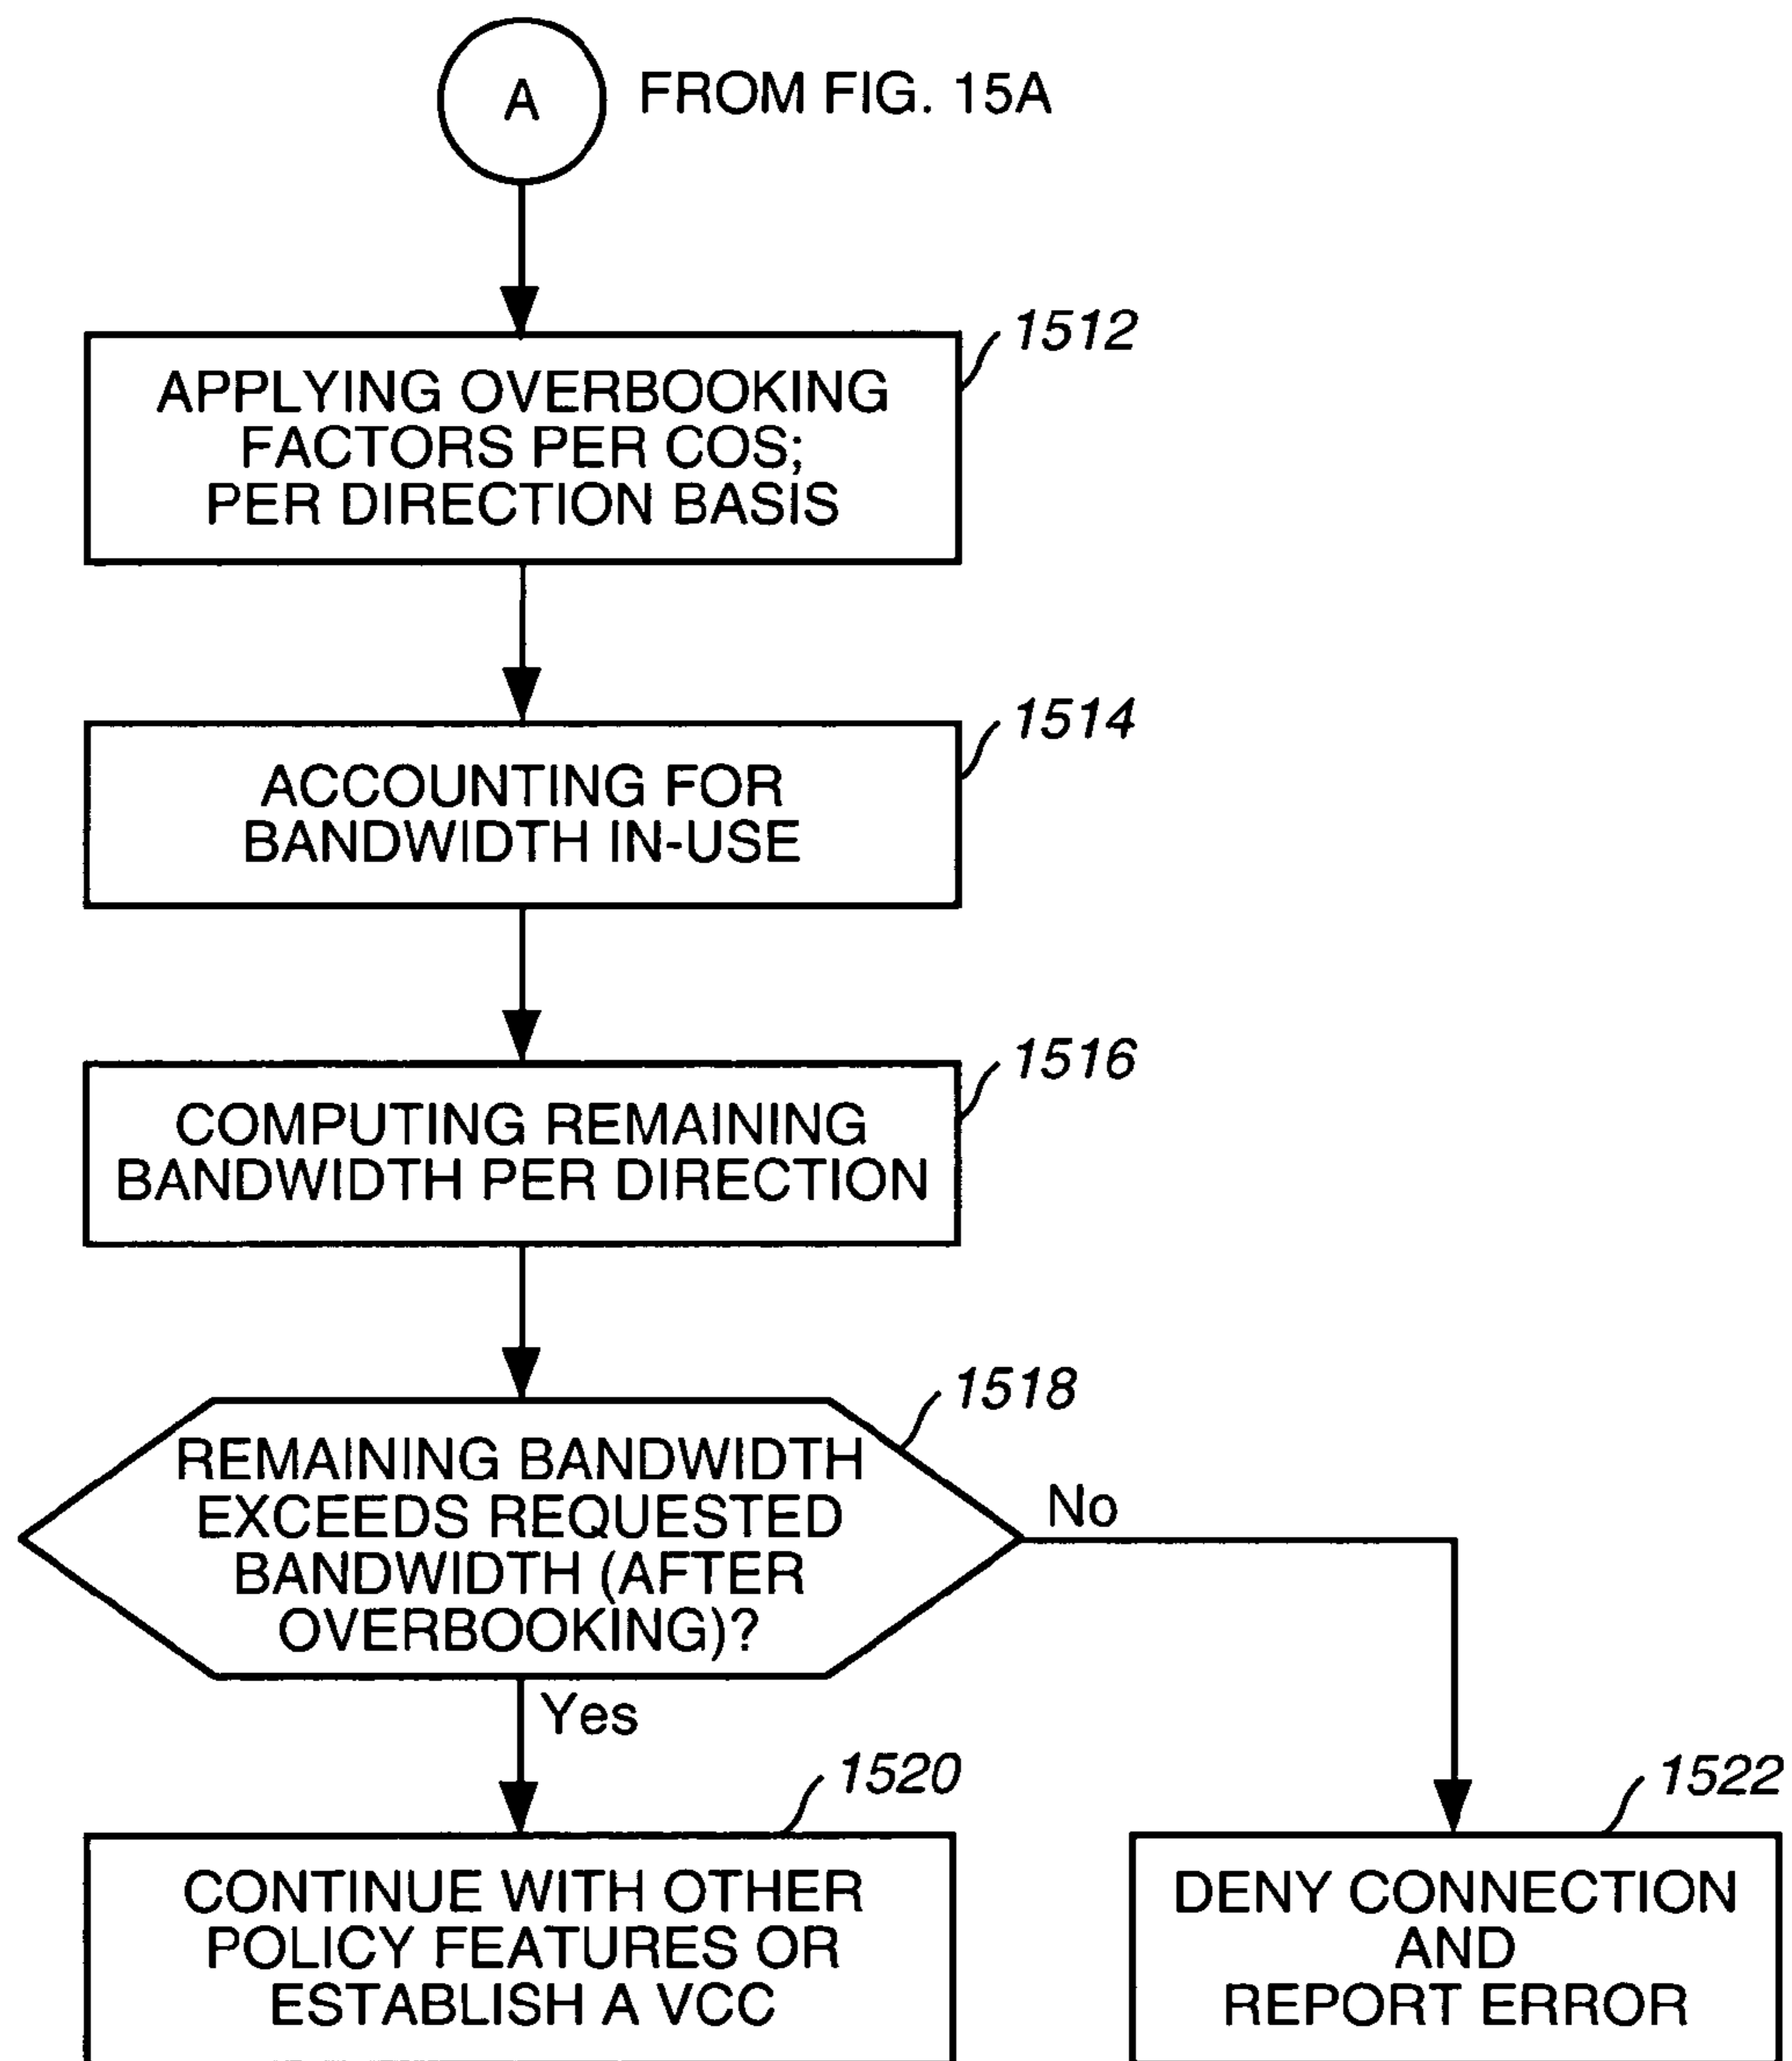 A
FROM FIG. 15A
1512
APPLYING OVERBOOKING
FACTORS PER COS;
PER DIRECTION BASIS
1514
ACCOUNTING FOR
BANDWIDTH IN-USE
1516
COMPUTING REMAINING
BANDWIDTH PER DIRECTION
1518
REMAINING BANDWIDTH
EXCEEDS REQUESTED
BANDWIDTH (AFTER
OVERBOOKING)?
No
Yes
1520
CONTINUE WITH OTHER
POLICY FEATURES OR
ESTABLISH A VCC
1522
DENY CONNECTION
AND
REPORT ERROR